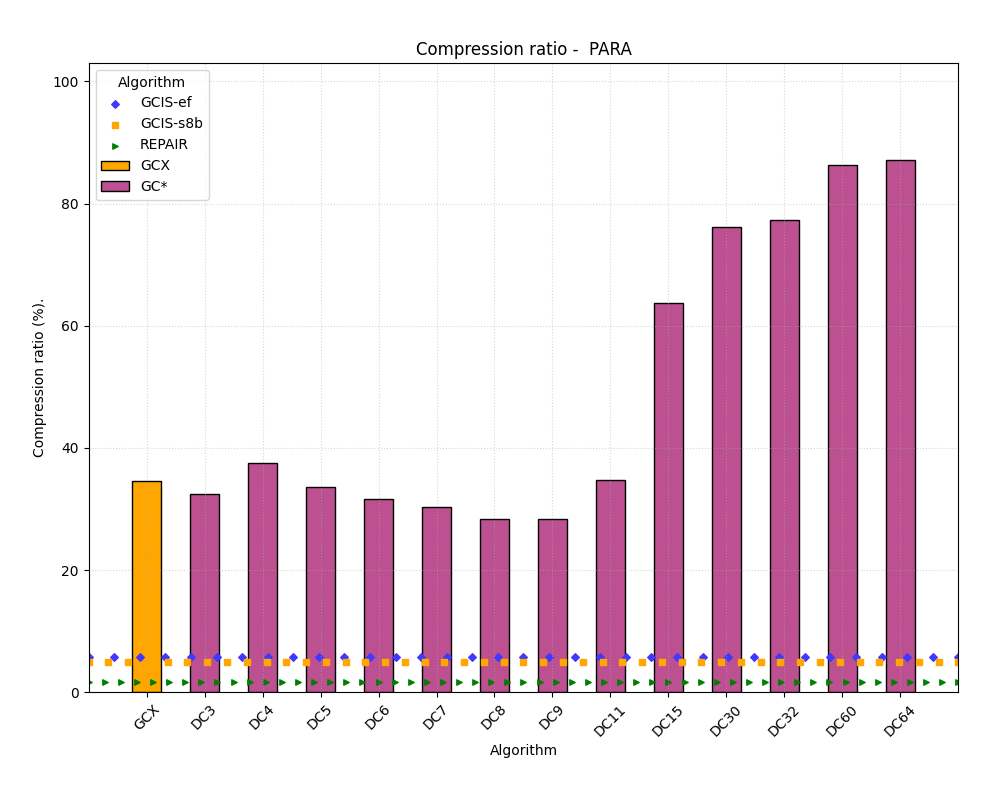 Compression ratio -  PARA
Algorithm
GCIS-ef
GCIS-s8b
REPAIR
GCX
GC*
100
80
60
40
20
0
Compression ratio (%).
GCX DC3 DC4 DC5 DC6 DC7 DC8 DC9 DC11 DC15 DC30 DC32 DC60 DC64
Algorithm